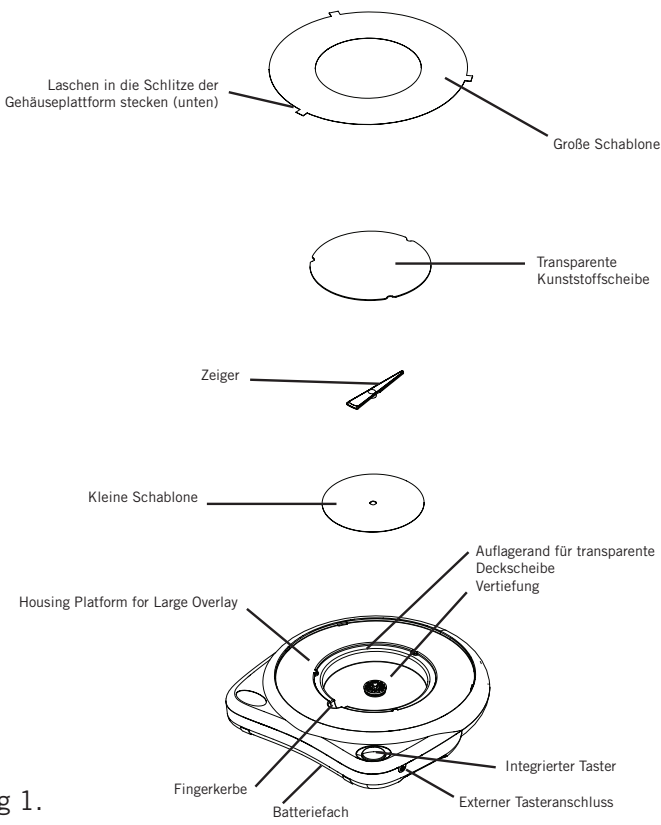 Laschen in die Schlitze der
Gehäuseplattform stecken (unten)
Große Schablone
Transparente
Kunststoffscheibe
Zeiger
Kleine Schablone
Auflagerand für transparente
Deckscheibe
Vertiefung
Housing Platform for Large Overlay
Integrierter Taster
Fingerkerbe
Externer Tasteranschluss
Batteriefach
g 1.